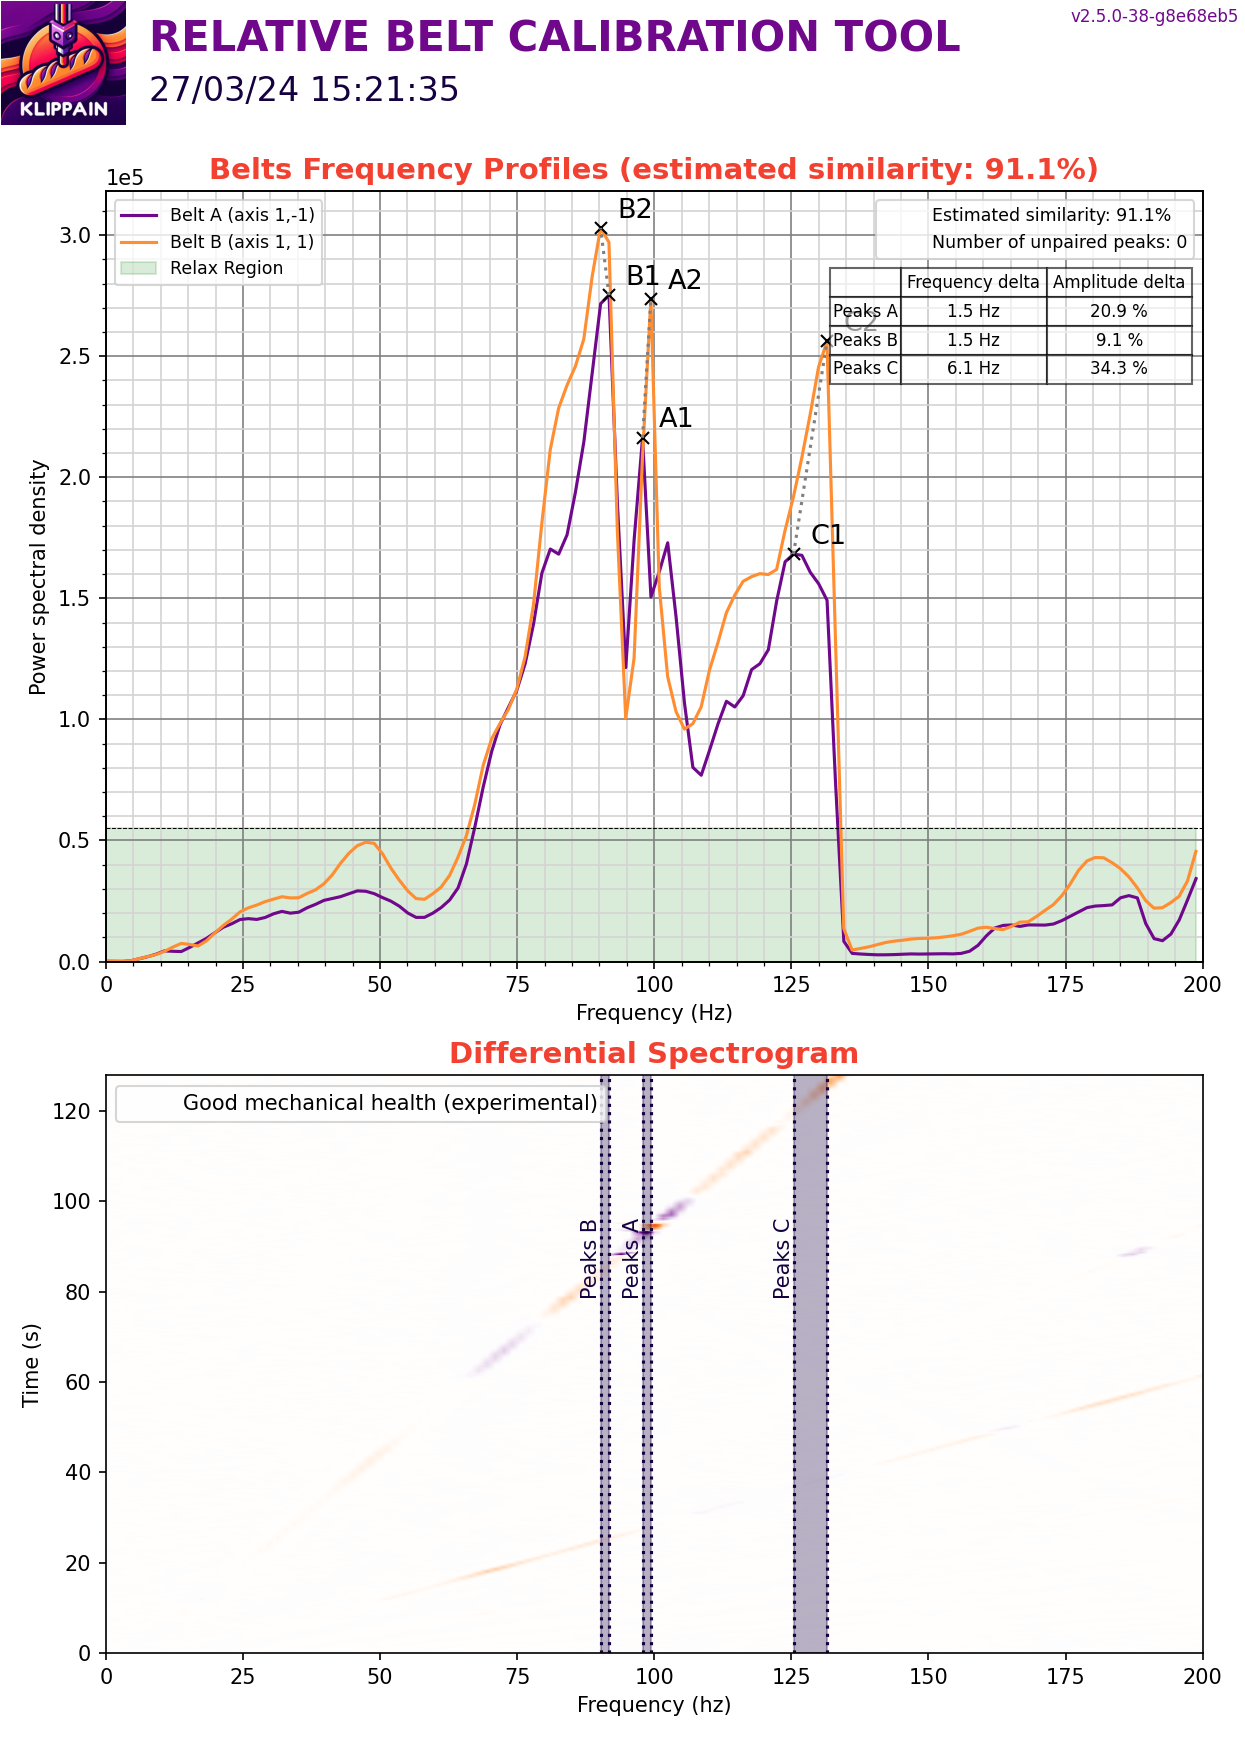 KLIPPAIN
RELATIVE BELT CALIBRATION TOOL
27/03/24 15:21:35
v2.5.0-38-g8e68eb5
Belts Frequency Profiles (estimated similarity: 91.1%)
1e5
Belt A (axis 1,-1)
Belt B (axis 1, 1)
Relax Region
Estimated similarity: 91.1%
Number of unpaired peaks: 0
Frequency delta Amplitude delta
Peaks A 1.5 Hz 20.9 %
Peaks B 1.5 Hz 9.1 %
Peaks C 6.1 Hz 34.3 %
B2
B1
A2
C2
A1
C1
Power spectral density
3.0
2.5
2.0
1.5
1.0
0.5
0.0
0 25 50 75 100 125 150 175 200
Frequency (Hz)
Differential Spectrogram
Good mechanical health (experimental)
Peaks B
Peaks A
Peaks C
Time (s)
120
100
80
60
40
20
0
0 25 50 75 100 125 150 175 200
Frequency (hz)